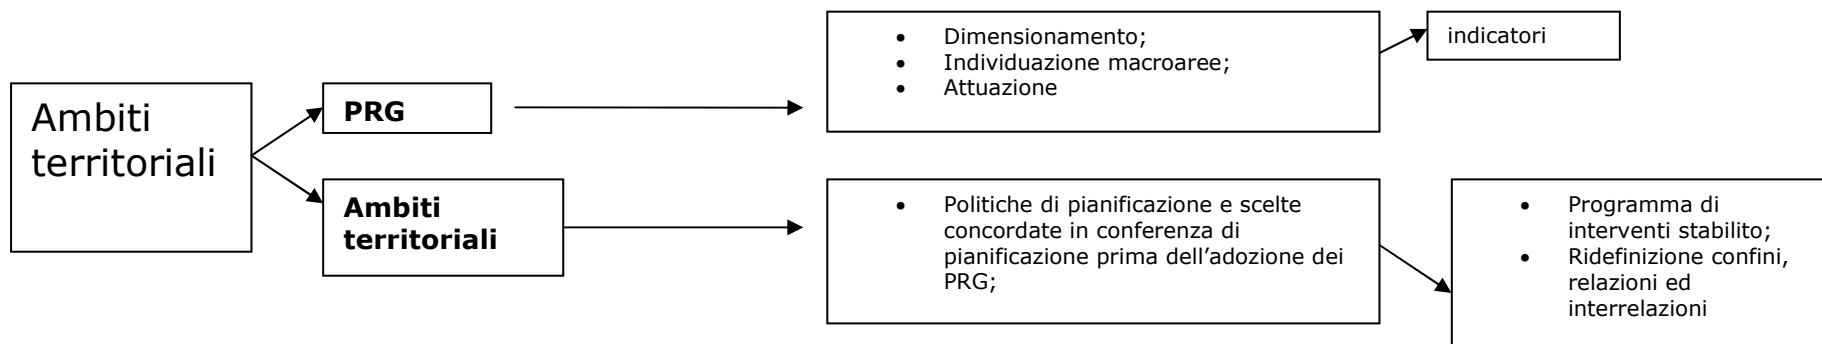 Ambiti
territoriali
PRG
• Dimensionamento;
• Individuazione macroaree;
• Attuazione
indicatori
Ambiti
territoriali
• Politiche di pianificazione e scelte
concordate in conferenza di
pianificazione prima dell’adozione dei
PRG;
• Programma di
interventi stabilito;
• Ridefinizione confini,
relazioni ed
interrelazioni